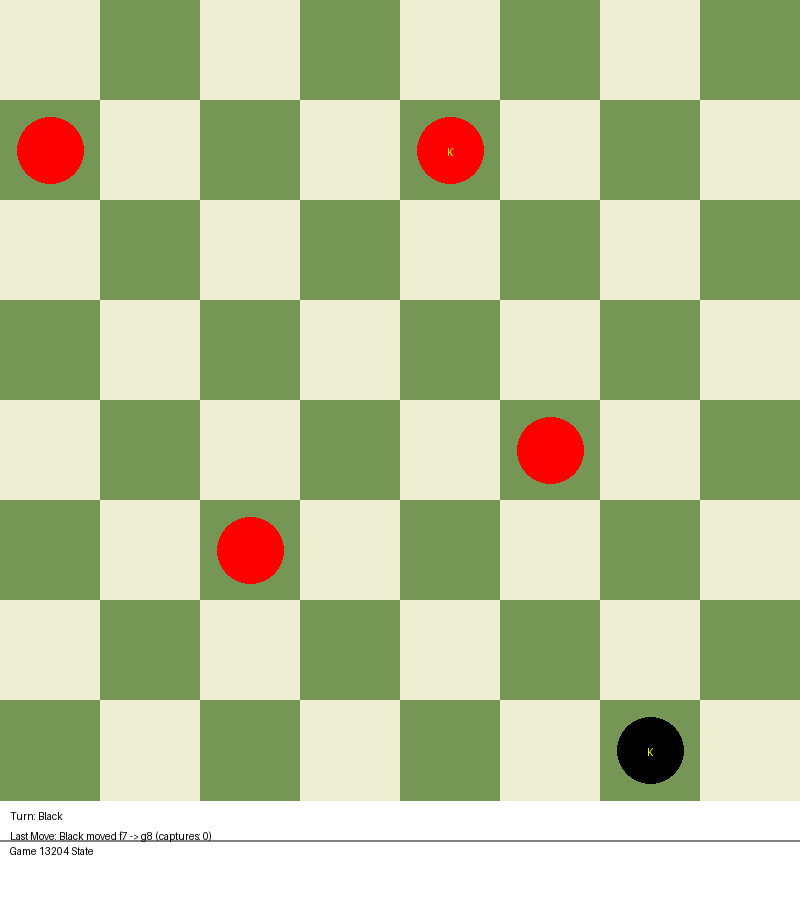 K
K
Turn: Black
Last Move: Black moved f7 -> g8 (captures: 0)
Game 13204 State